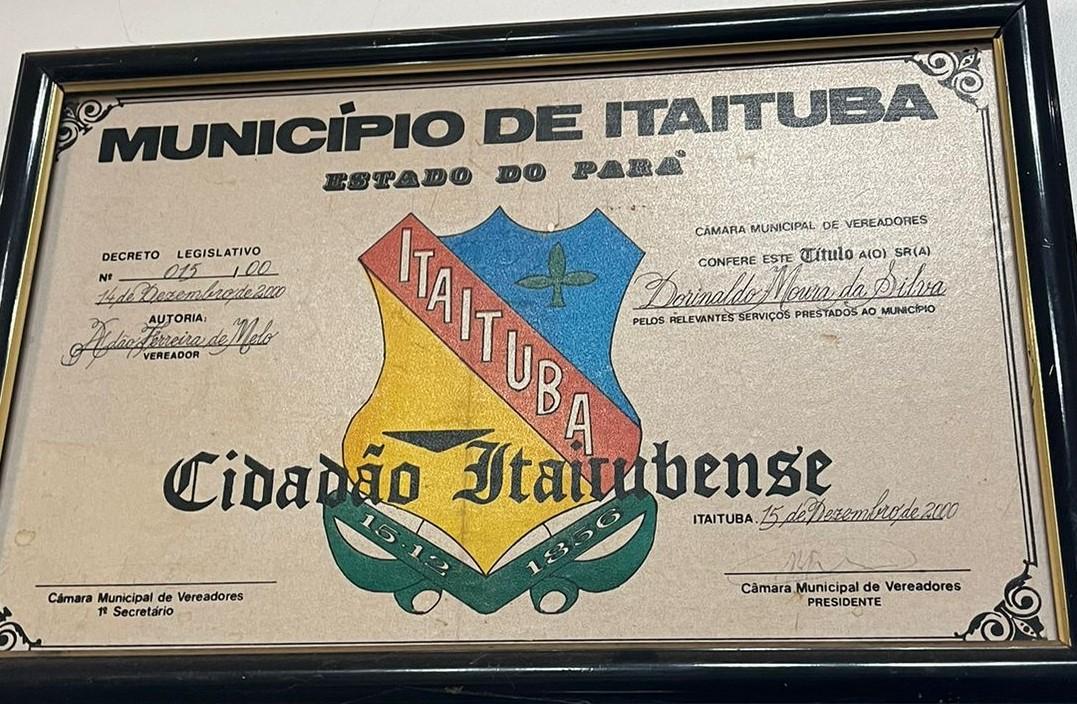 MUNICÍPIO DE ITAITUBA
ESTADO DO PARÁ
DECRETO LEGISLATIVO
Nº 015 / 00
14 de Dezembro de 2000
AUTORIA:
Adão Ferreira de Melo
VEREADOR
CÂMARA MUNICIPAL DE VEREADORES
CONFERE ESTE Título A(O) SR(A)
Dorinaldo Moura da Silva
PELOS RELEVANTES SERVIÇOS PRESTADOS AO MUNICÍPIO
ITAITUBA
Cidadão Itaitubense
15.12 1856
ITAITUBA, 15 de Dezembro de 2000
Câmara Municipal de Vereadores
1º Secretário
Câmara Municipal de Vereadores
PRESIDENTE